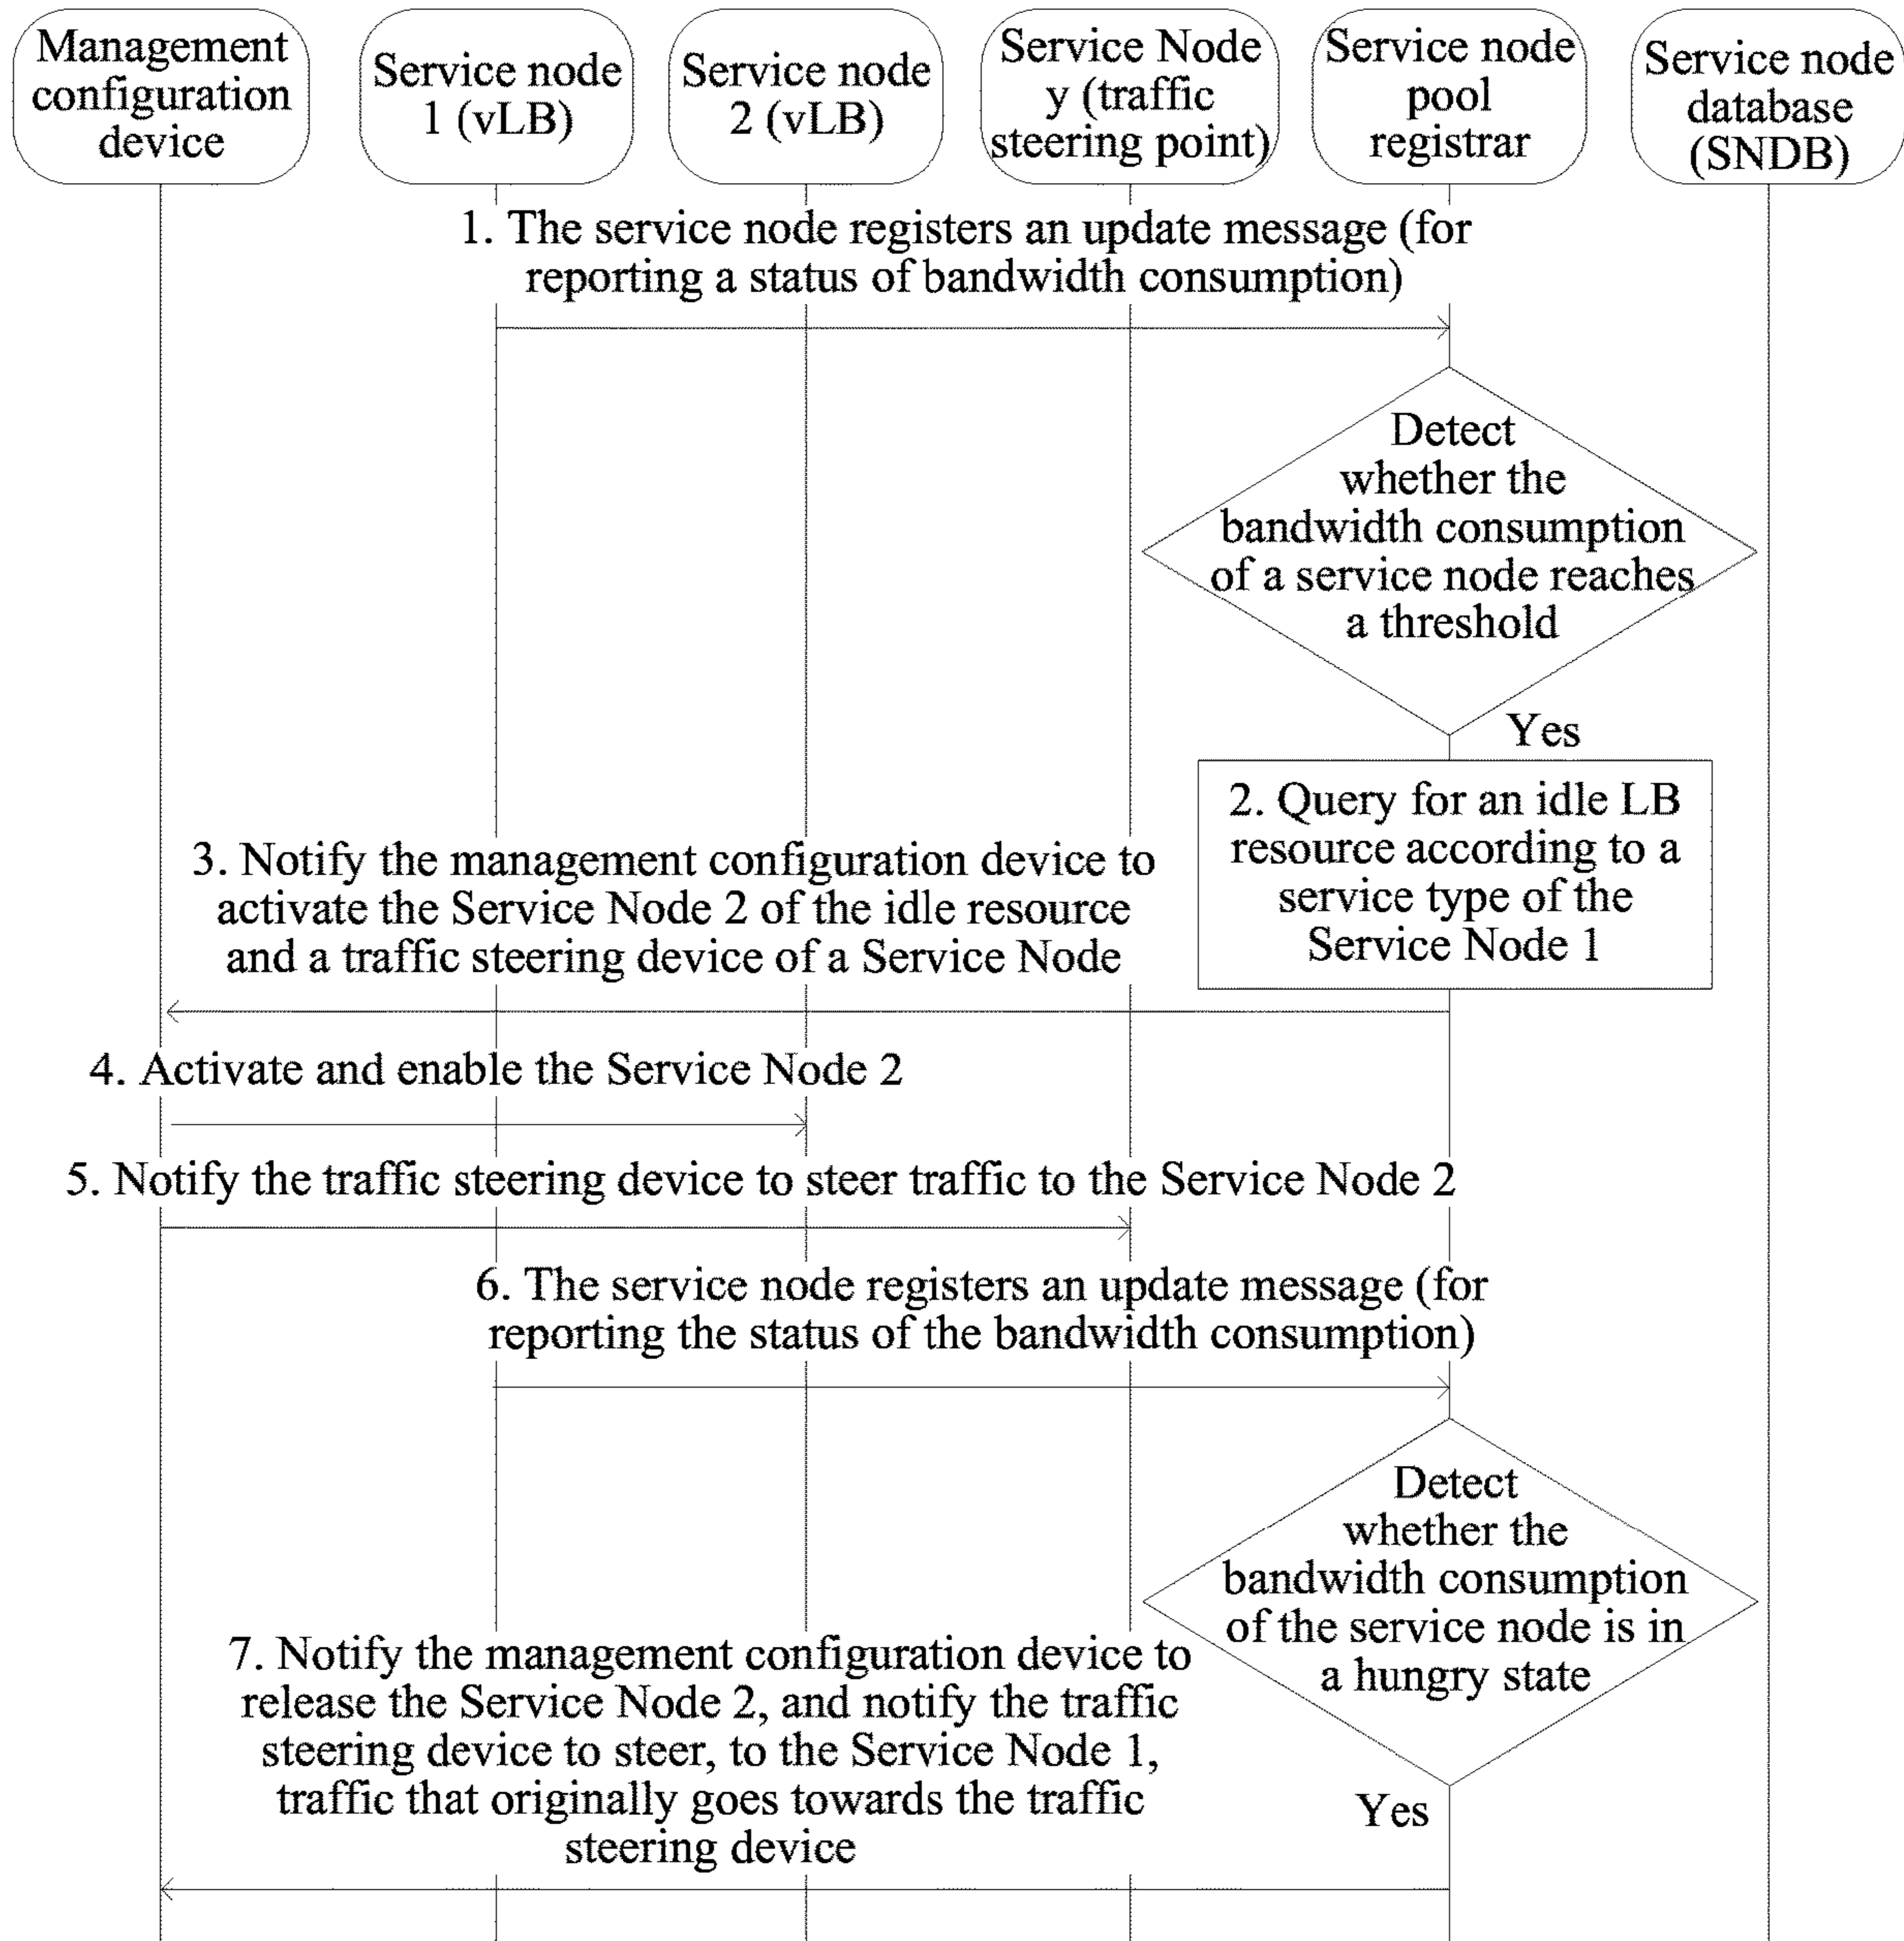 Management
configuration
device
Service node
1 (vLB)
Service node
2 (vLB)
Service Node
y (traffic
steering point)
Service node
pool
registrar
Service node
database
(SNDB)
1. The service node registers an update message (for
reporting a status of bandwidth consumption)
Detect
whether the
bandwidth consumption
of a service node reaches
a threshold
Yes
2. Query for an idle LB
resource according to a
service type of the
Service Node 1
3. Notify the management configuration device to
activate the Service Node 2 of the idle resource
and a traffic steering device of a Service Node
4. Activate and enable the Service Node 2
5. Notify the traffic steering device to steer traffic to the Service Node 2
6. The service node registers an update message (for
reporting the status of the bandwidth consumption)
Detect
whether the
bandwidth consumption
of the service node is in
a hungry state
Yes
7. Notify the management configuration device to
release the Service Node 2, and notify the traffic
steering device to steer, to the Service Node 1,
traffic that originally goes towards the traffic
steering device